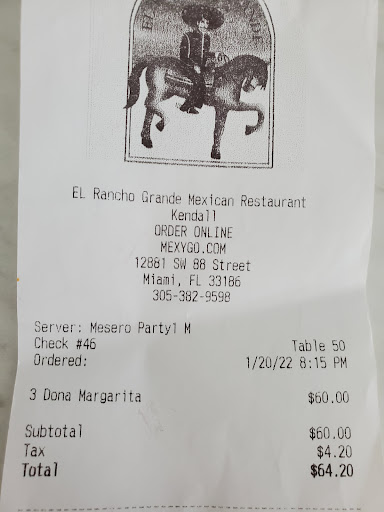 EL Rancho Grande Mexican Restaurant
Kendall
ORDER ONLINE
MEXYGO.COM
12881 SW 88 Street
Miami, FL 33186
305-382-9598
Server: Mesero Party1 M
Check #46 Table 50
Ordered: 1/20/22 8:15 PM
3 Dona Margarita $60.00
Subtotal $60.00
Tax $4.20
Total $64.20